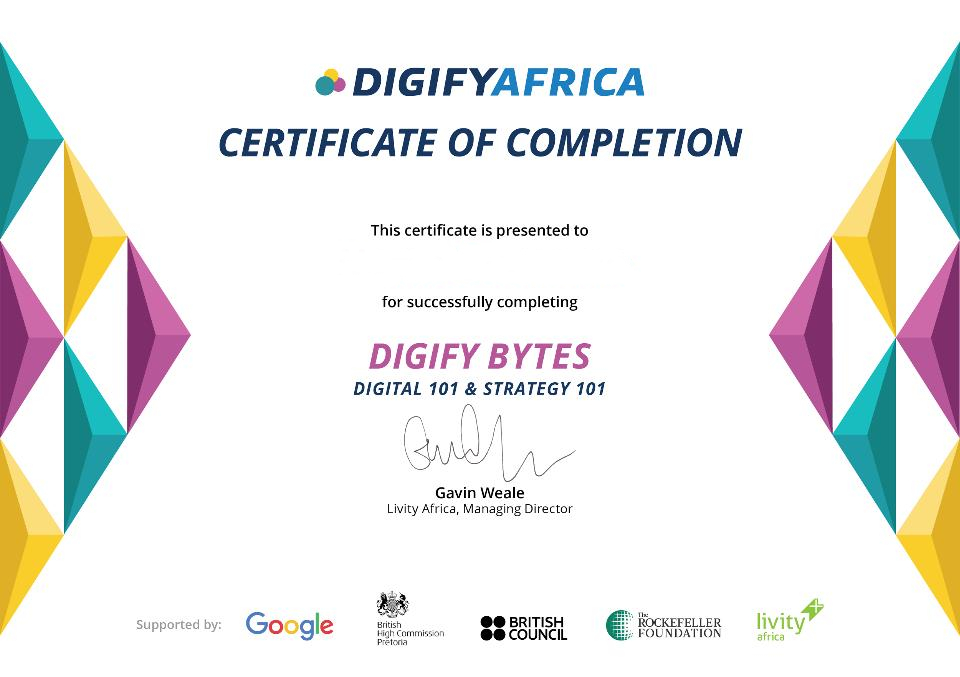 DIGIFYAFRICA
CERTIFICATE OF COMPLETION
This certificate is presented to
for successfully completing
DIGIFY BYTES
DIGITAL 101 & STRATEGY 101
Gavin Weale
Livity Africa, Managing Director
Supported by:
Google
British
High Commission
Pretoria
BRITISH
COUNCIL
The
ROCKEFELLER
FOUNDATION
livity
africa